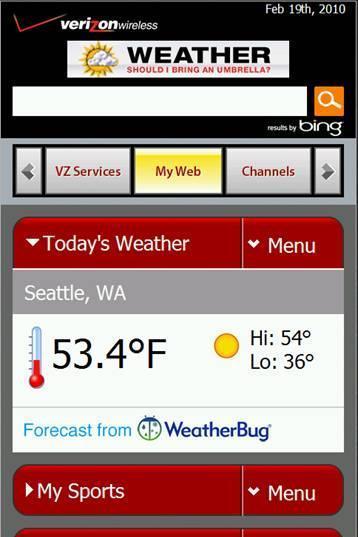 Feb 19th, 2010
verizonwireless
WEATHER
SHOULD I BRING AN UMBRELLA?
results by bing
VZ Services
My Web
Channels
Today's Weather
Menu
Seattle, WA
53.4°F
Hi: 54°
Lo: 36°
Forecast from WeatherBug®
My Sports
Menu